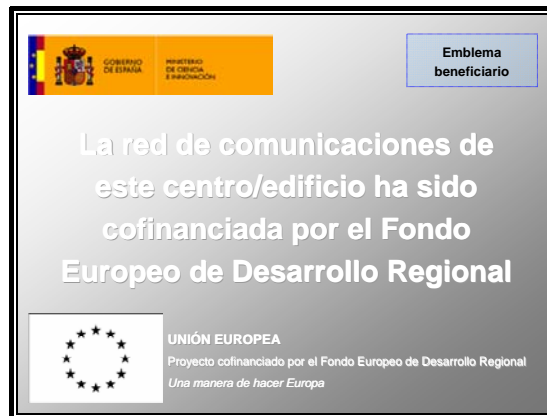 GOBIERNO
DE ESPAÑA
MINISTERIO
DE CIENCIA
E INNOVACIÓN
Emblema
beneficiario
La red de comunicaciones de
este centro/edificio ha sido
cofinanciada por el Fondo
Europeo de Desarrollo Regional
UNIÓN EUROPEA
Proyecto cofinanciado por el Fondo Europeo de Desarrollo Regional
Una manera de hacer Europa